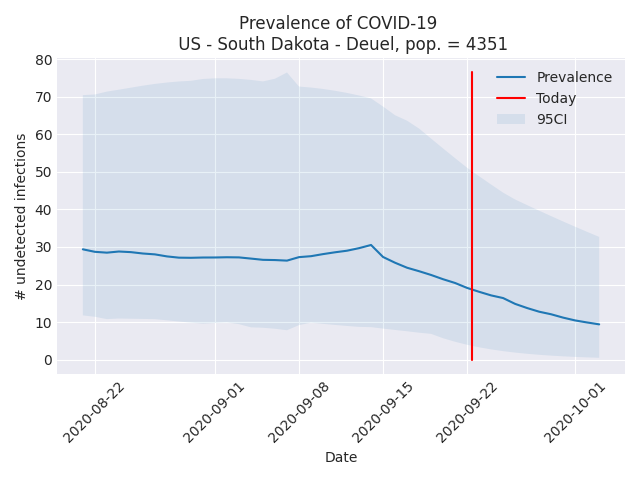 Prevalence of COVID-19
US - South Dakota - Deuel, pop. = 4351
80
70
60
50
40
30
20
10
0
# undetected infections
Prevalence
Today
95CI
2020-08-22
2020-09-01
2020-09-08
2020-09-15
2020-09-22
2020-10-01
Date